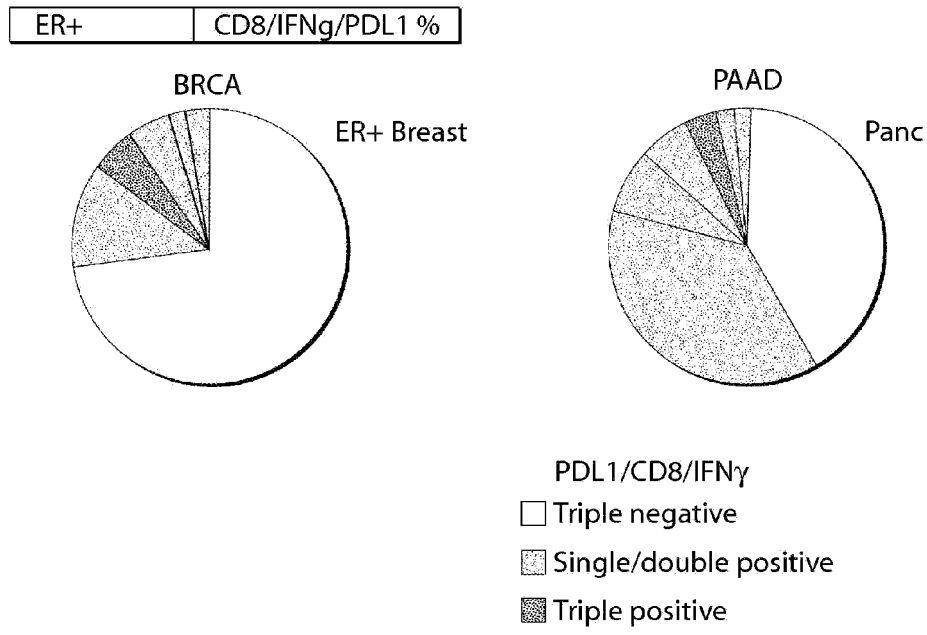 ER+ CD8/IFNg/PDL1 %
BRCA
ER+ Breast
PAAD
Panc
PDL1/CD8/IFNγ
Triple negative
Single/double positive
Triple positive